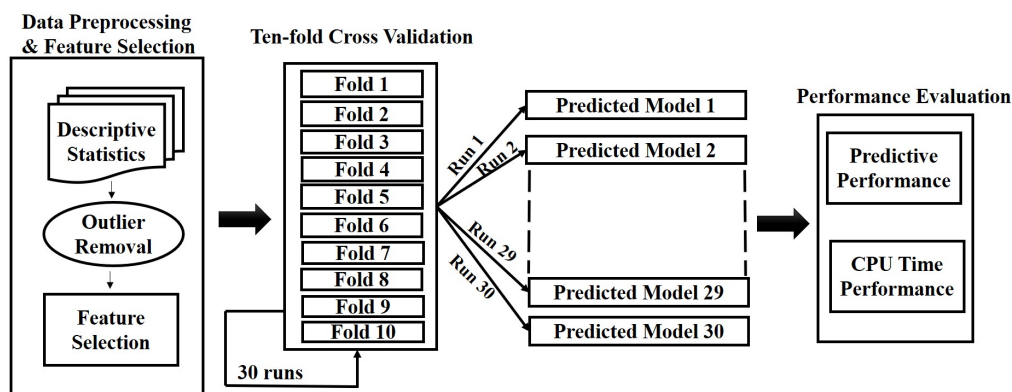 Data Preprocessing
& Feature Selection
Descriptive
Statistics
Outlier
Removal
Feature
Selection
Ten-fold Cross Validation
Fold 1
Fold 2
Fold 3
Fold 4
Fold 5
Fold 6
Fold 7
Fold 8
Fold 9
Fold 10
30 runs
Run 1
Run 2
Run 29
Run 30
Predicted Model 1
Predicted Model 2
Predicted Model 29
Predicted Model 30
Performance Evaluation
Predictive
Performance
CPU Time
Performance